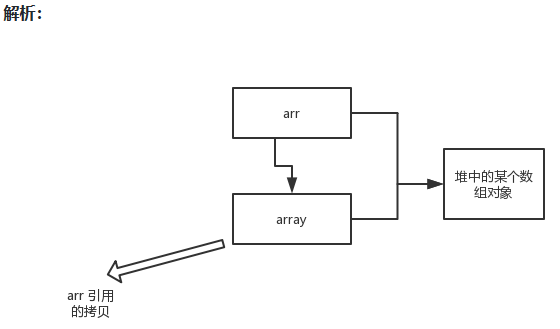 解析：
arr
堆中的某个数
组对象
array
arr 引用
的拷贝